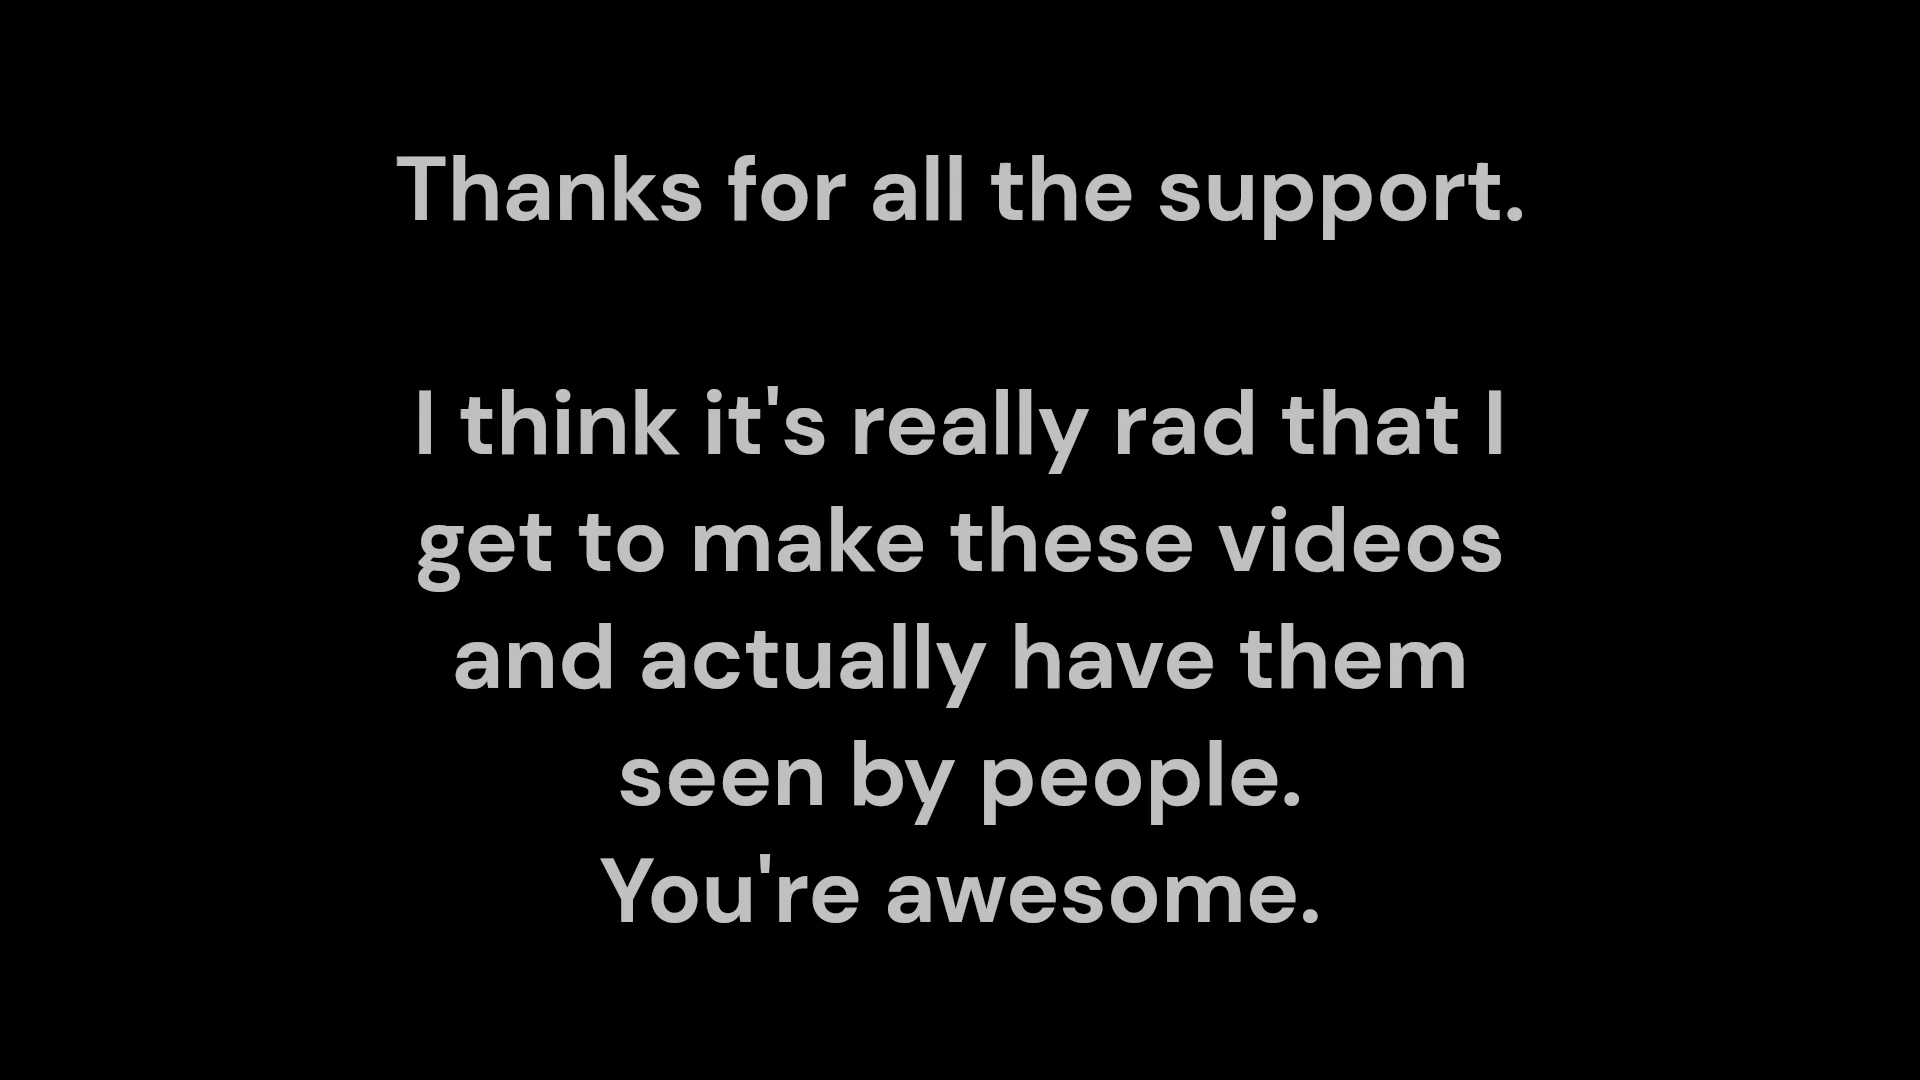 Thanks for all the support.
I think it's really rad that I
get to make these videos
and actually have them
seen by people.
You're awesome.